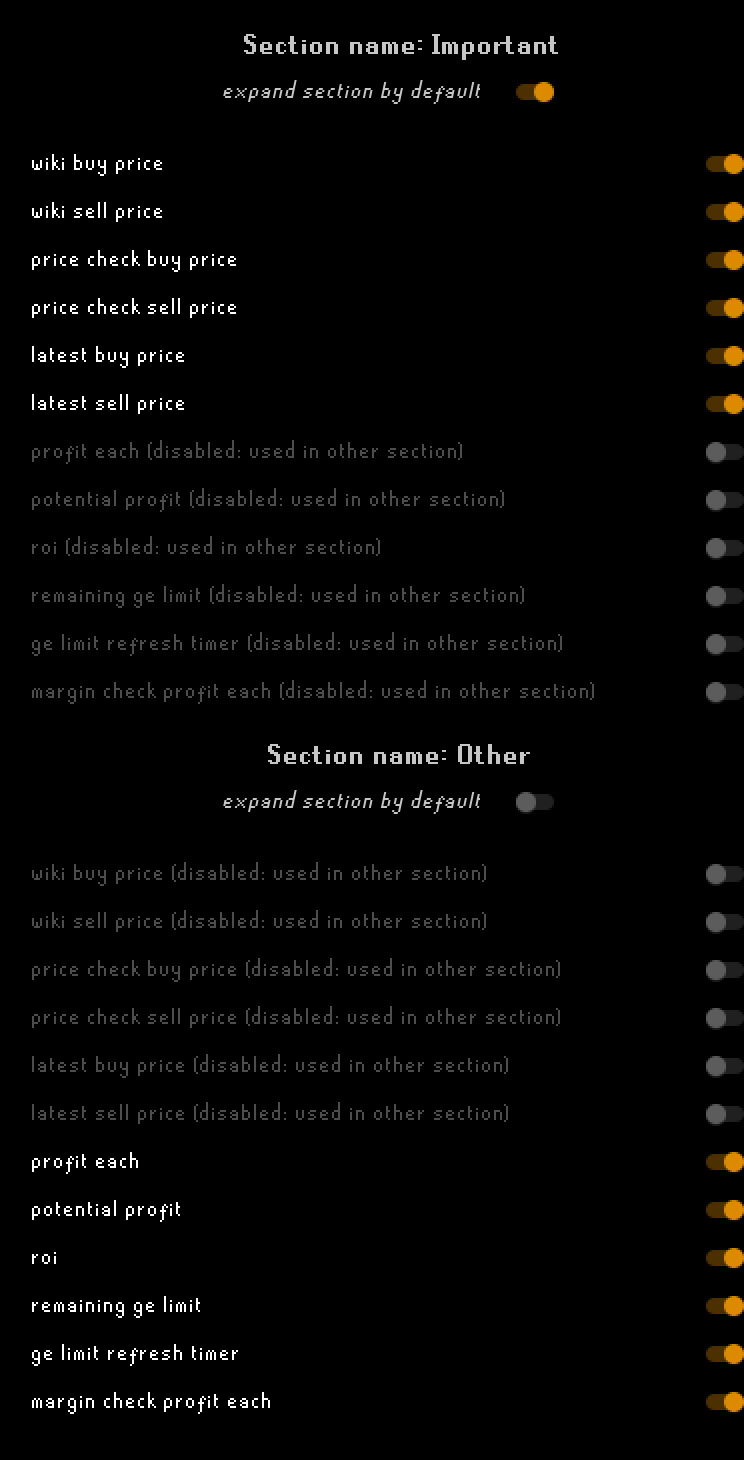 Section name: Important
expand section by default
wiki buy price
wiki sell price
price check buy price
price check sell price
latest buy price
latest sell price
profit each (disabled: used in other section)
potential profit (disabled: used in other section)
roi (disabled: used in other section)
remaining ge limit (disabled: used in other section)
ge limit refresh timer (disabled: used in other section)
margin check profit each (disabled: used in other section)
Section name: Other
expand section by default
wiki buy price (disabled: used in other section)
wiki sell price (disabled: used in other section)
price check buy price (disabled: used in other section)
price check sell price (disabled: used in other section)
latest buy price (disabled: used in other section)
latest sell price (disabled: used in other section)
profit each
potential profit
roi
remaining ge limit
ge limit refresh timer
margin check profit each